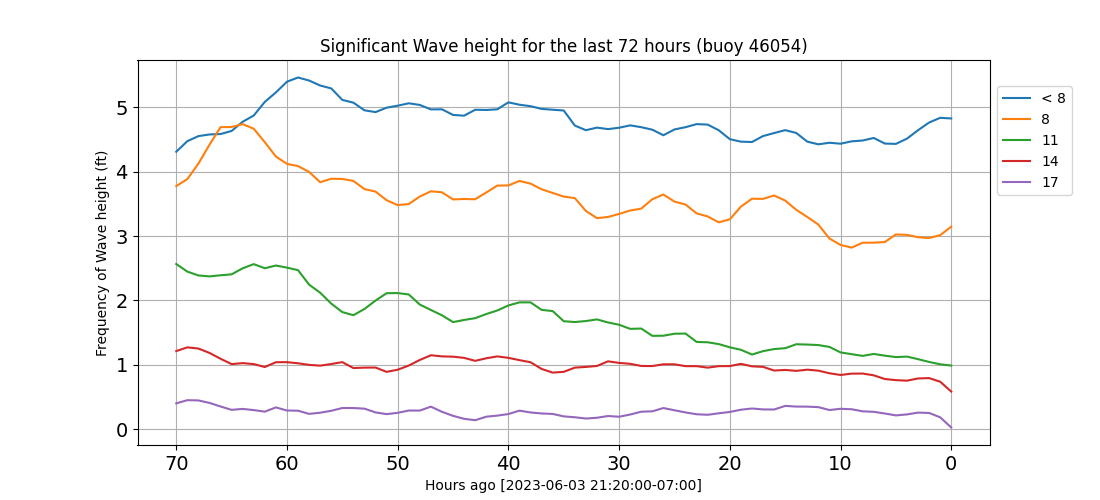 Significant Wave height for the last 72 hours (buoy 46054)
Frequency of Wave height (ft)
5
4
3
2
1
0
70 60 50 40 30 20 10 0
Hours ago [2023-06-03 21:20:00-07:00]
< 8
8
11
14
17